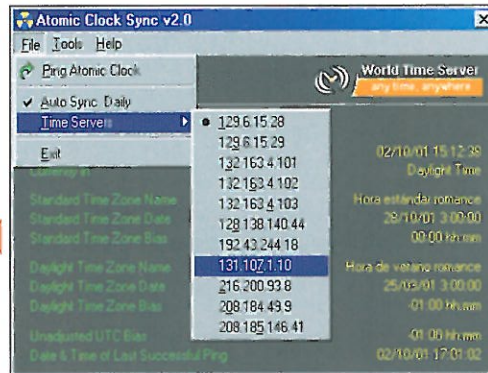 Atomic Clock Sync v2.0
File Tools Help
Ping Atomic Clock
Auto Sync Daily
Time Servers
Exit
World Time Server
any time, anywhere
129.6.15.28
129.6.15.29
132.163.4.101
132.163.4.102
132.163.4.103
128.138.140.44
192.43.244.18
131.107.1.10
216.200.93.8
208.184.49.9
208.185.146.41
02/10/01 15:12:39
Currently in Daylight Time
Standard Time Zone Name Hora estándar romance
Standard Time Zone Date 28/10/01 3:00:00
Standard Time Zone Bias 00:00 hh:mm
Daylight Time Zone Name Hora de verano romance
Daylight Time Zone Date 25/03/01 3:00:00
Daylight Time Zone Bias -01:00 hh:mm
Unadjusted UTC Bias -01:00 hh:mm
Date & Time of Last Successful Ping 02/10/01 17:01:02